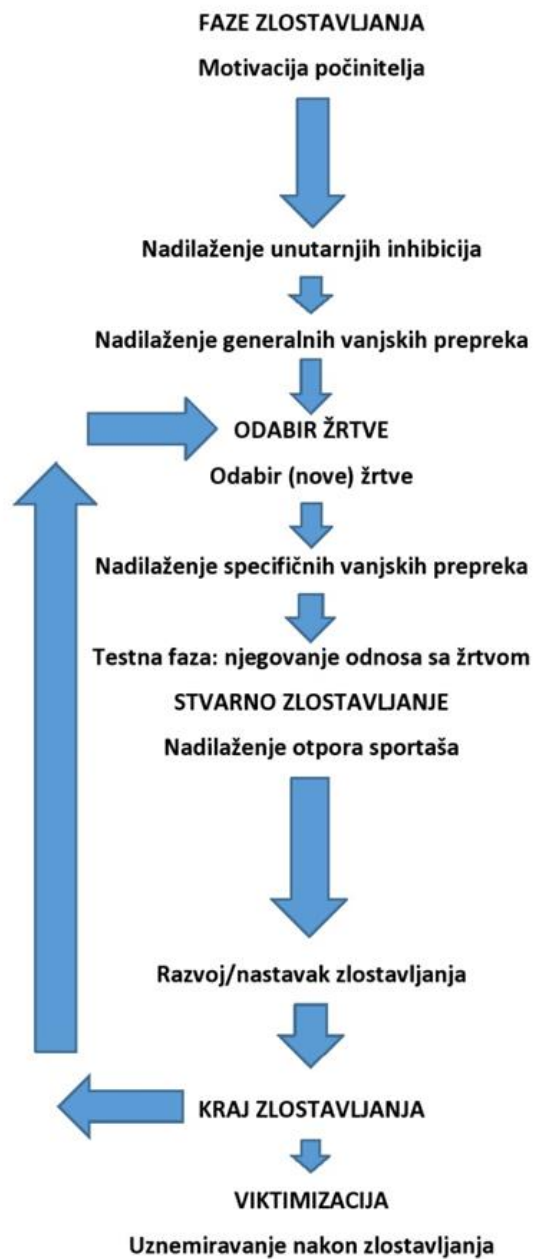 FAZE ZLOSTAVLJANJA
Motivacija počinitelja
Nadilaženje unutarnjih inhibicija
Nadilaženje generalnih vanjskih prepreka
ODABIR ŽRTVE
Odabir (nove) žrtve
Nadilaženje specifičnih vanjskih prepreka
Testna faza: njegovanje odnosa sa žrtvom
STVARNO ZLOSTAVLJANJE
Nadilaženje otpora sportaša
Razvoj/nastavak zlostavljanja
KRAJ ZLOSTAVLJANJA
VIKTIMIZACIJA
Uznemiravanje nakon zlostavljanja